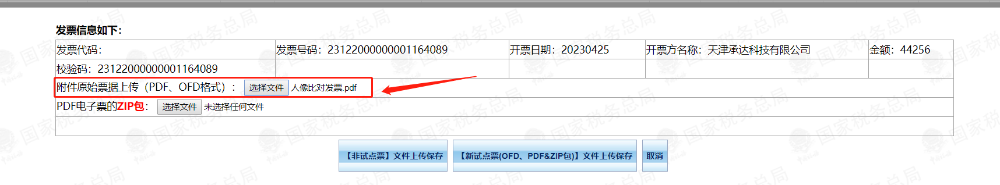 发票信息如下：
发票代码： 发票号码：23122000000001164089 开票日期：20230425 开票方名称：天津承达科技有限公司 金额：44256
校验码：23122000000001164089
附件原始票据上传（PDF、OFD格式）： 选择文件 人像比对发票.pdf
PDF电子票的ZIP包： 选择文件 未选择任何文件
【非试点票】文件上传保存 【新试点票(OFD、PDF&ZIP包)】文件上传保存 取消
国家税务总局